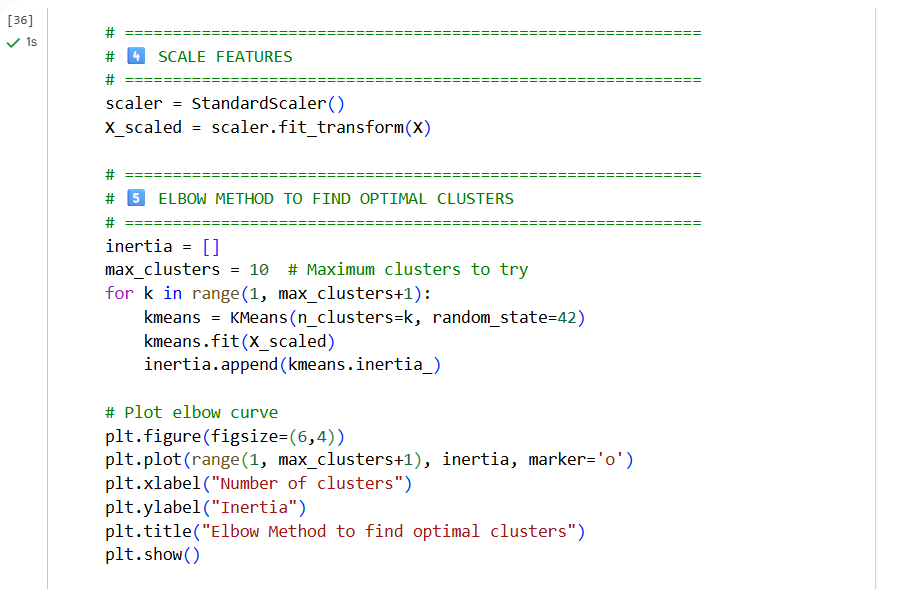 [36]
✓ 1s
# ============================================================
# 4️⃣ SCALE FEATURES
# ============================================================
scaler = StandardScaler()
X_scaled = scaler.fit_transform(X)
# ============================================================
# 5️⃣ ELBOW METHOD TO FIND OPTIMAL CLUSTERS
# ============================================================
inertia = []
max_clusters = 10  # Maximum clusters to try
for k in range(1, max_clusters+1):
    kmeans = KMeans(n_clusters=k, random_state=42)
    kmeans.fit(X_scaled)
    inertia.append(kmeans.inertia_)
# Plot elbow curve
plt.figure(figsize=(6,4))
plt.plot(range(1, max_clusters+1), inertia, marker='o')
plt.xlabel("Number of clusters")
plt.ylabel("Inertia")
plt.title("Elbow Method to find optimal clusters")
plt.show()